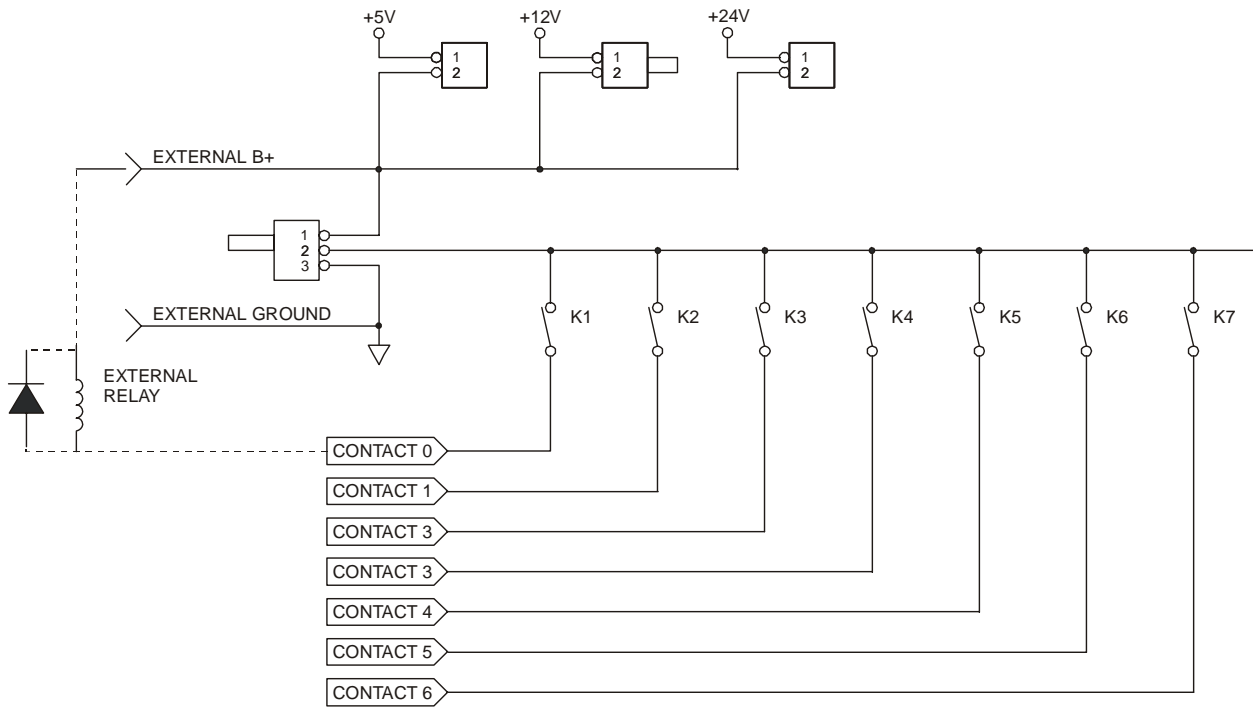 +5V
+12V
+24V
1
2
1
2
1
2
EXTERNAL B+
1
2
3
EXTERNAL GROUND
K1
K2
K3
K4
K5
K6
K7
EXTERNAL
RELAY
CONTACT 0
CONTACT 1
CONTACT 3
CONTACT 3
CONTACT 4
CONTACT 5
CONTACT 6